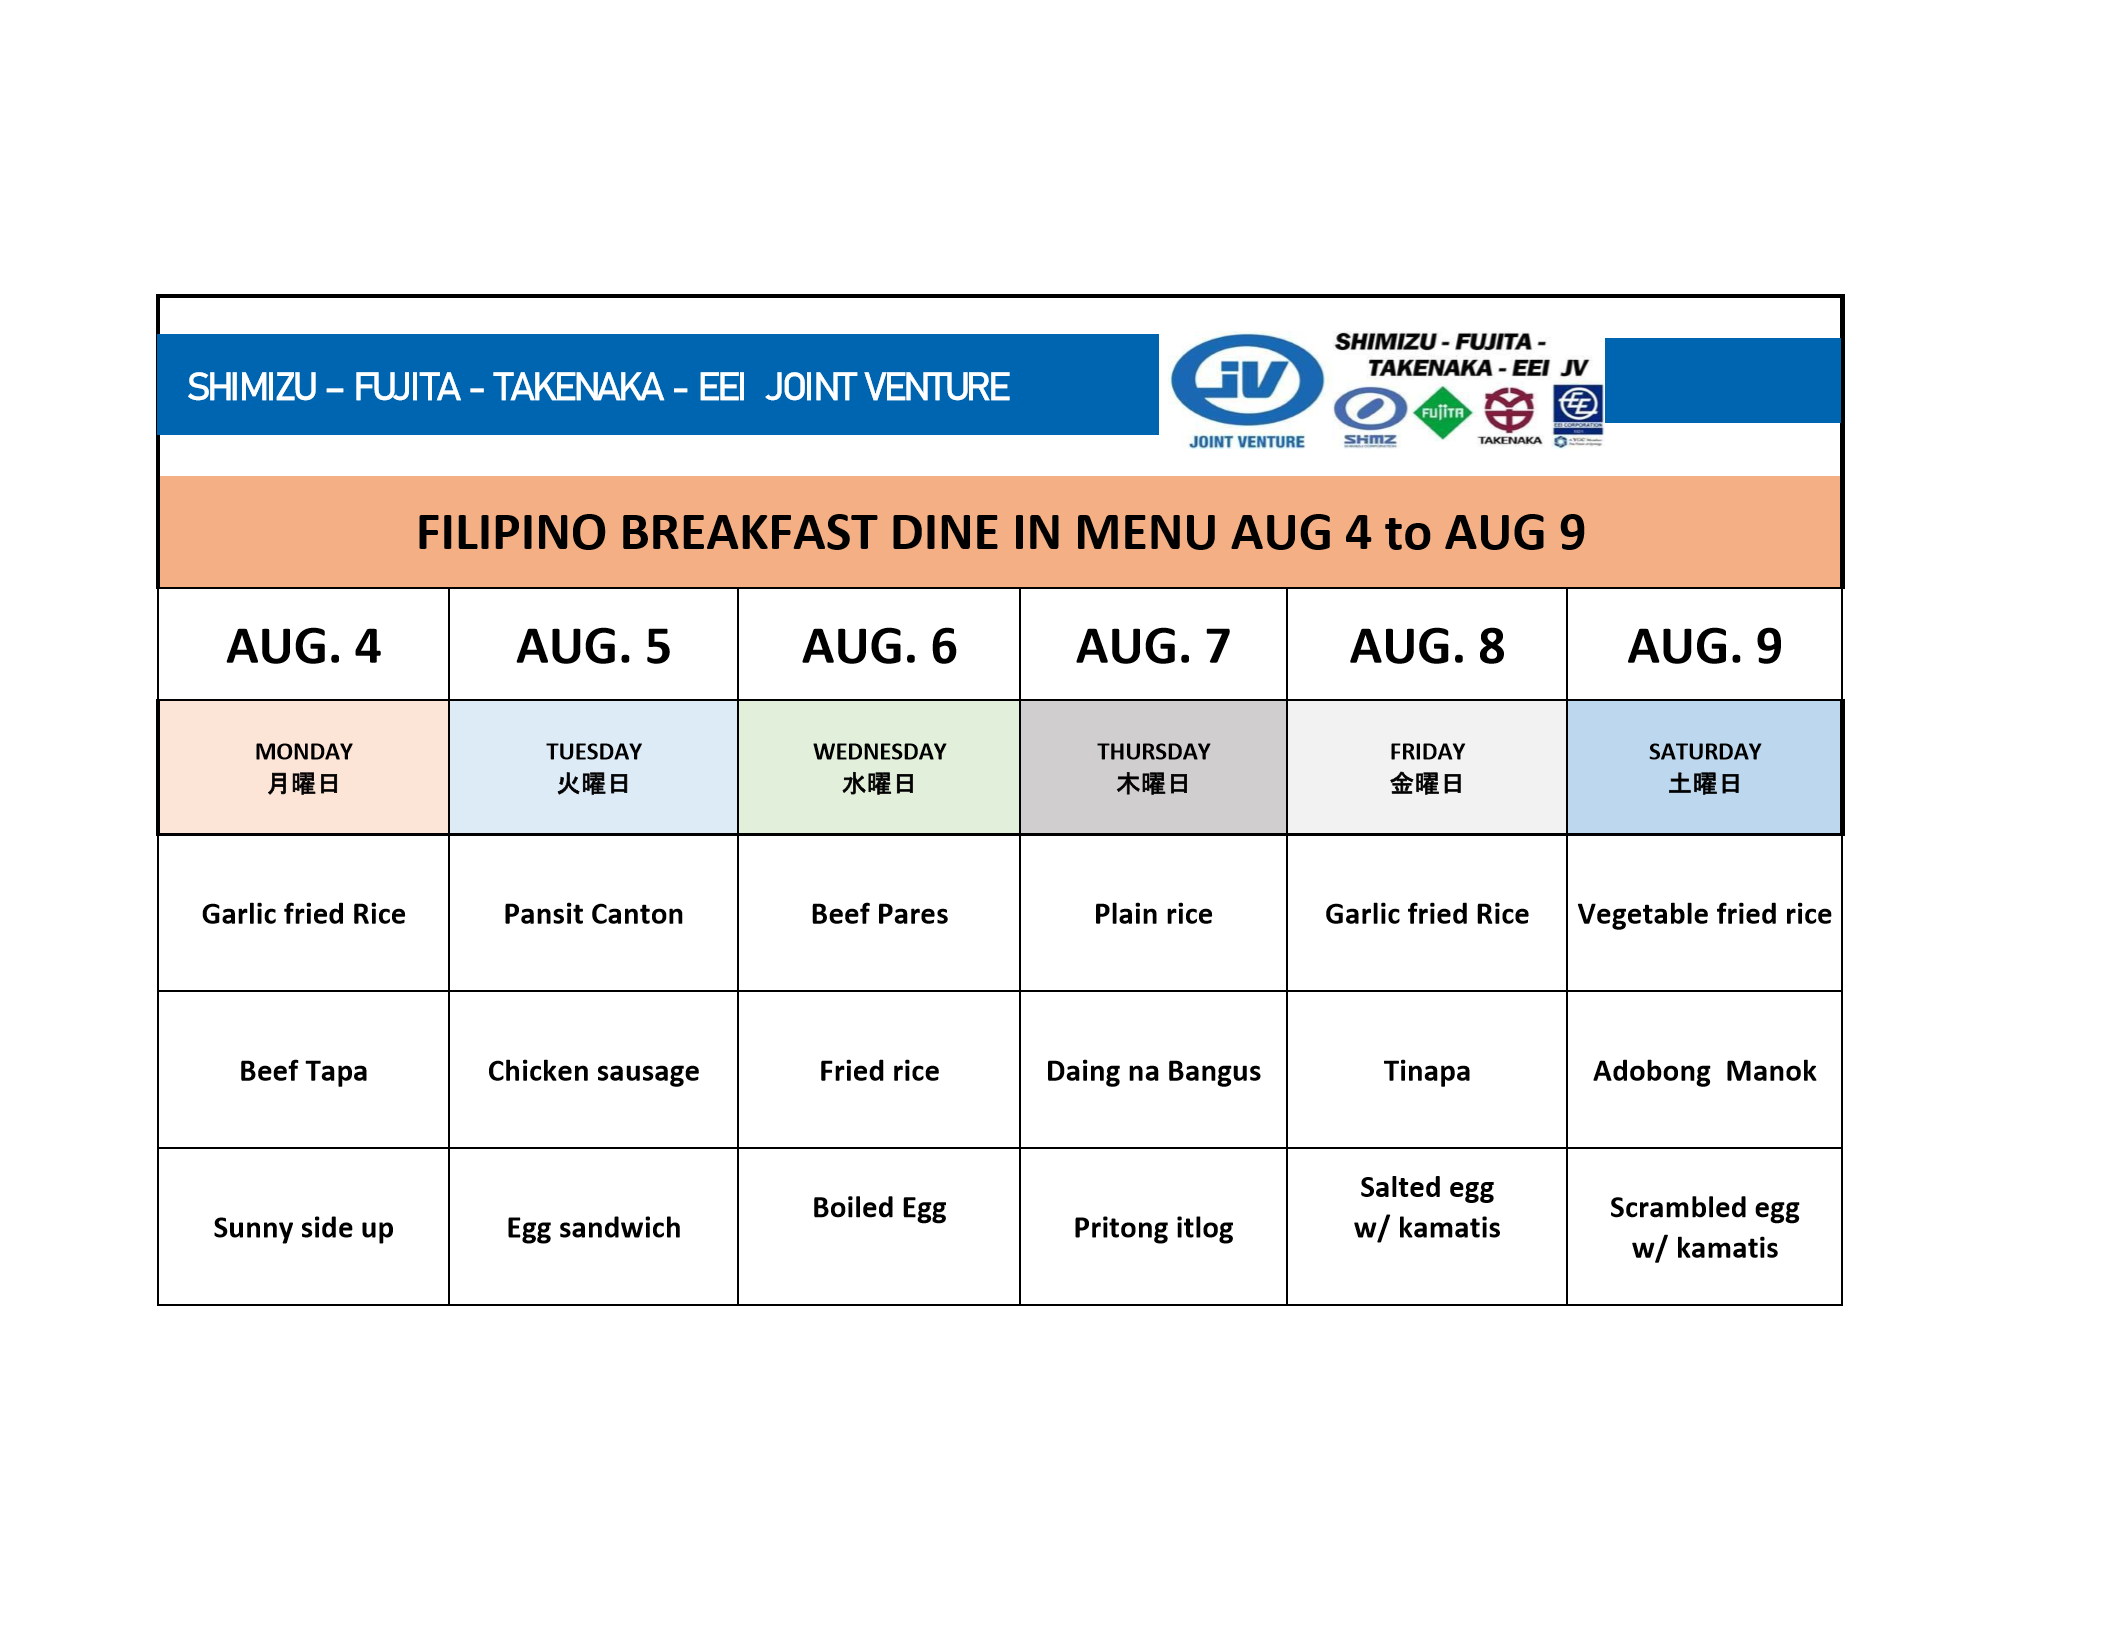 SHIMIZU – FUJITA - TAKENAKA - EEI JOINT VENTURE
JV
JOINT VENTURE
SHIMIZU - FUJITA -
TAKENAKA - EEI JV
SHMZ
FUJITA
TAKENAKA
EEI CORPORATION
FILIPINO BREAKFAST DINE IN MENU AUG 4 to AUG 9
AUG. 4 AUG. 5 AUG. 6 AUG. 7 AUG. 8 AUG. 9
MONDAY TUESDAY WEDNESDAY THURSDAY FRIDAY SATURDAY
月曜日 火曜日 水曜日 木曜日 金曜日 土曜日
Garlic fried Rice Pansit Canton Beef Pares Plain rice Garlic fried Rice Vegetable fried rice
Beef Tapa Chicken sausage Fried rice Daing na Bangus Tinapa Adobong Manok
Sunny side up
Egg sandwich
Boiled Egg
Pritong itlog
Salted egg
w/ kamatis
Scrambled egg
w/ kamatis